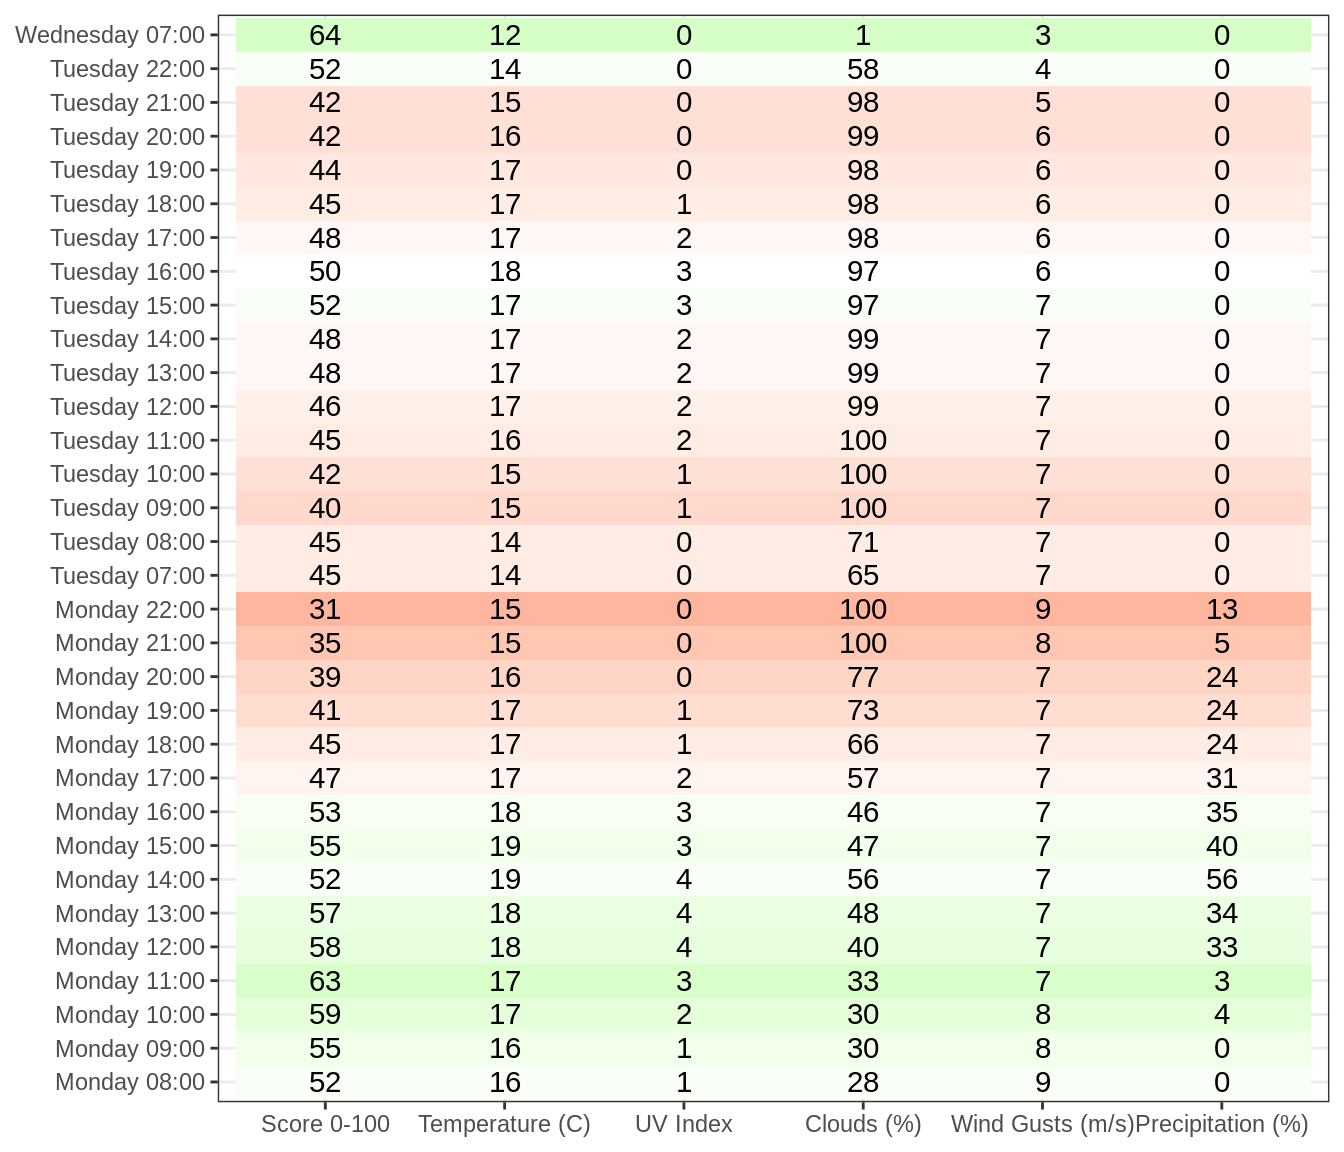 Wednesday 07:00 64 12 0 1 3 0
Tuesday 22:00 52 14 0 58 4 0
Tuesday 21:00 42 15 0 98 5 0
Tuesday 20:00 42 16 0 99 6 0
Tuesday 19:00 44 17 0 98 6 0
Tuesday 18:00 45 17 1 98 6 0
Tuesday 17:00 48 17 2 98 6 0
Tuesday 16:00 50 18 3 97 6 0
Tuesday 15:00 52 17 3 97 7 0
Tuesday 14:00 48 17 2 99 7 0
Tuesday 13:00 48 17 2 99 7 0
Tuesday 12:00 46 17 2 99 7 0
Tuesday 11:00 45 16 2 100 7 0
Tuesday 10:00 42 15 1 100 7 0
Tuesday 09:00 40 15 1 100 7 0
Tuesday 08:00 45 14 0 71 7 0
Tuesday 07:00 45 14 0 65 7 0
Monday 22:00 31 15 0 100 9 13
Monday 21:00 35 15 0 100 8 5
Monday 20:00 39 16 0 77 7 24
Monday 19:00 41 17 1 73 7 24
Monday 18:00 45 17 1 66 7 24
Monday 17:00 47 17 2 57 7 31
Monday 16:00 53 18 3 46 7 35
Monday 15:00 55 19 3 47 7 40
Monday 14:00 52 19 4 56 7 56
Monday 13:00 57 18 4 48 7 34
Monday 12:00 58 18 4 40 7 33
Monday 11:00 63 17 3 33 7 3
Monday 10:00 59 17 2 30 8 4
Monday 09:00 55 16 1 30 8 0
Monday 08:00 52 16 1 28 9 0
Score 0-100 Temperature (C) UV Index Clouds (%) Wind Gusts (m/s) Precipitation (%)